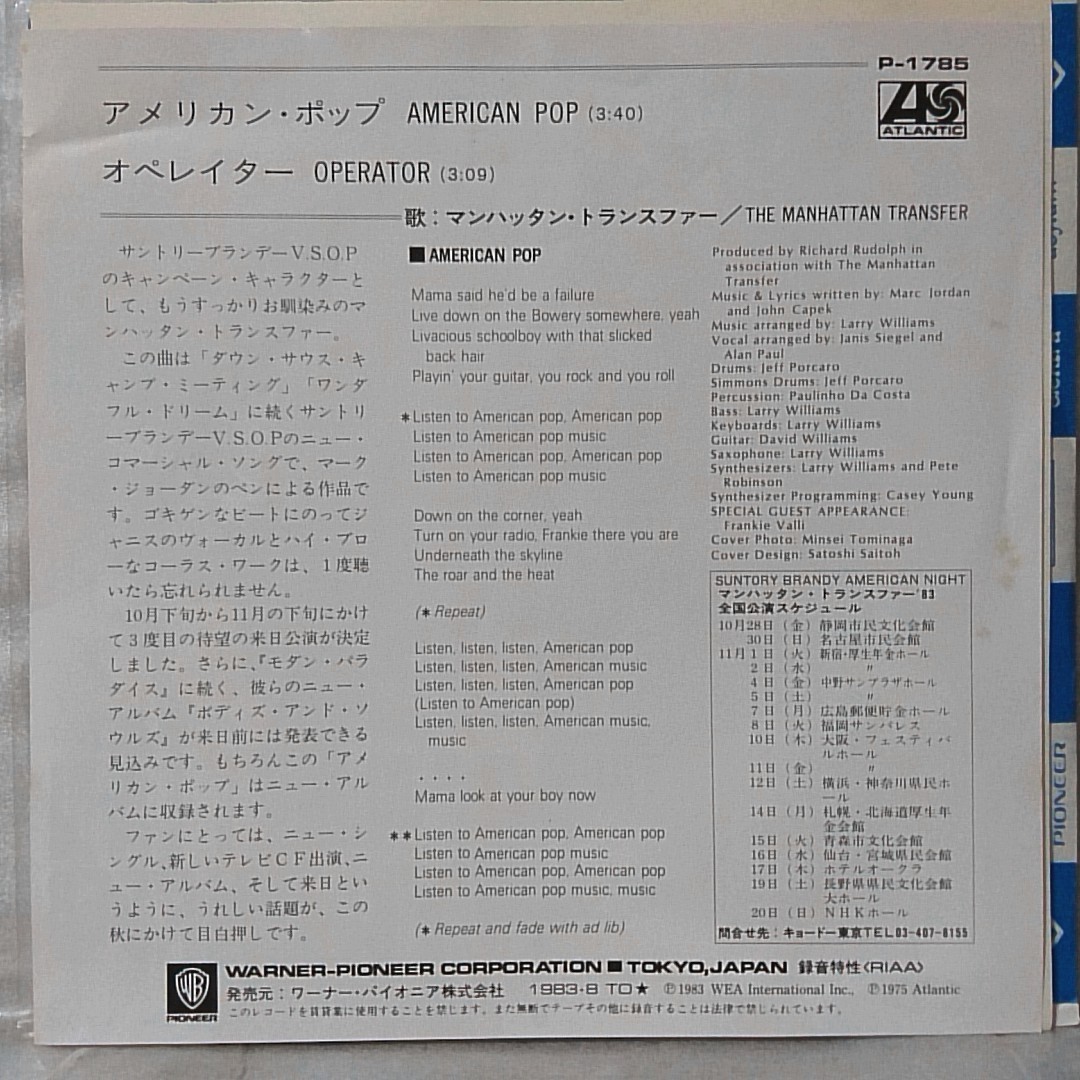 P-1785
ATLANTIC
アメリカン・ポップ AMERICAN POP (3:40)
オペレイター OPERATOR (3:09)
歌:マンハッタン・トランスファー/THE MANHATTAN TRANSFER
サントリーブランデーV.S.O.P
のキャンペーン・キャラクターと
して、もうすっかりお馴染みのマ
ンハッタン・トランスファー。
この曲は「ダウン・サウス・キ
ャンプ・ミーティング」「ワンダ
フル・ドリーム」に続くサントリ
ーブランデーV.S.O.Pのニュー・
コマーシャル・ソングで、マーク
・ジョーダンのペンによる作品で
す。ゴキゲンなビートにのってジ
ャニスのヴォーカルとハイ・ブロ
ーなコーラス・ワークは、1度聴
いたら忘れられません。
10月下旬から11月の下旬にかけ
て3度目の待望の来日公演が決定
しました。さらに、『モダン・パラ
ダイス』に続く、彼らのニュー・
アルバム『ボディズ・アンド・ソ
ウルズ』が来日前には発表できる
見込みです。もちろんこの「アメ
リカン・ポップ」はニュー・アル
バムに収録されます。
ファンにとっては、ニュー・シ
ングル、新しいテレビCF出演、ニ
ュー・アルバム、そして来日とい
うように、うれしい話題が、この
秋にかけて目白押しです。
■AMERICAN POP
Mama said he'd be a failure
Live down on the Bowery somewhere, yeah
Livacious schoolboy with that slicked
back hair
Playin' your guitar, you rock and you roll
*Listen to American pop, American pop
Listen to American pop music
Listen to American pop, American pop
Listen to American pop music
Down on the corner, yeah
Turn on your radio, Frankie there you are
Underneath the skyline
The roar and the heat
(* Repeat)
Listen, listen, listen, American pop
Listen, listen, listen, American music
Listen, listen, listen, American pop
(Listen to American pop)
Listen, listen, listen, American music,
music
. . . .
Mama look at your boy now
**Listen to American pop, American pop
Listen to American pop music
Listen to American pop, American pop
Listen to American pop music, music
(* Repeat and fade with ad lib)
Produced by Richard Rudolph in
association with The Manhattan
Transfer
Music & Lyrics written by: Marc Jordan
and John Capek
Music arranged by: Larry Williams
Vocal arranged by: Janis Siegel and
Alan Paul
Drums: Jeff Porcaro
Simmons Drums: Jeff Porcaro
Percussion: Paulinho Da Costa
Bass: Larry Williams
Keyboards: Larry Williams
Guitar: David Williams
Saxophone: Larry Williams
Synthesizers: Larry Williams and Pete
Robinson
Synthesizer Programming: Casey Young
SPECIAL GUEST APPEARANCE:
Frankie Valli
Cover Photo: Minsei Tominaga
Cover Design: Satoshi Saitoh
SUNTORY BRANDY AMERICAN NIGHT
マンハッタン・トランスファー'83
全国公演スケジュール
10月28日(金)静岡市民文化会館
30日(日)名古屋市民会館
11月1日(火)新宿・厚生年金ホール
2日(水) 〃
4日(金)中野サンプラザホール
5日(土) 〃
7日(月)広島郵便貯金ホール
8日(火)福岡サンパレス
10日(木)大阪・フェスティバ
ルホール
11日(金) 〃
12日(土)横浜・神奈川県民ホ
ール
14日(月)札幌・北海道厚生年
金会館
15日(火)青森市文化会館
16日(水)仙台・宮城県民会館
17日(木)ホテルオークラ
19日(土)長野県県民文化会館
大ホール
20日(日)NHKホール
問合せ先:キョードー東京TEL03-407-8155
WB
PIONEER
WARNER-PIONEER CORPORATION ■ TOKYO, JAPAN 録音特性〈RIAA〉
発売元:ワーナー・パイオニア株式会社 1983・8 TO★ ℗1983 WEA International Inc., ℗1975 Atlantic
このレコードを賃貸業に使用することを禁じます。また無断でテープその他に録音することは法律で禁じられています。
PIONEER